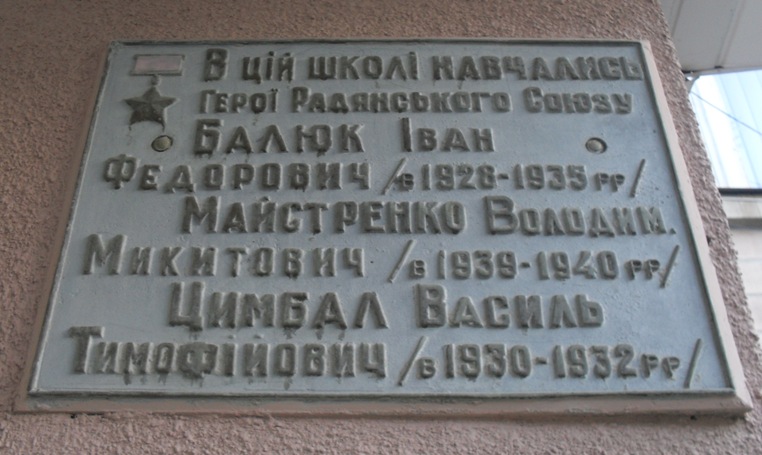 В цій школі навчались
Герої Радянського Союзу
Балюк Іван
Федорович /в 1928-1935 рр/
Майстренко Володим.
Микитович /в 1939-1940 рр/
Цимбал Василь
Тимофійович /в 1930-1932 рр/